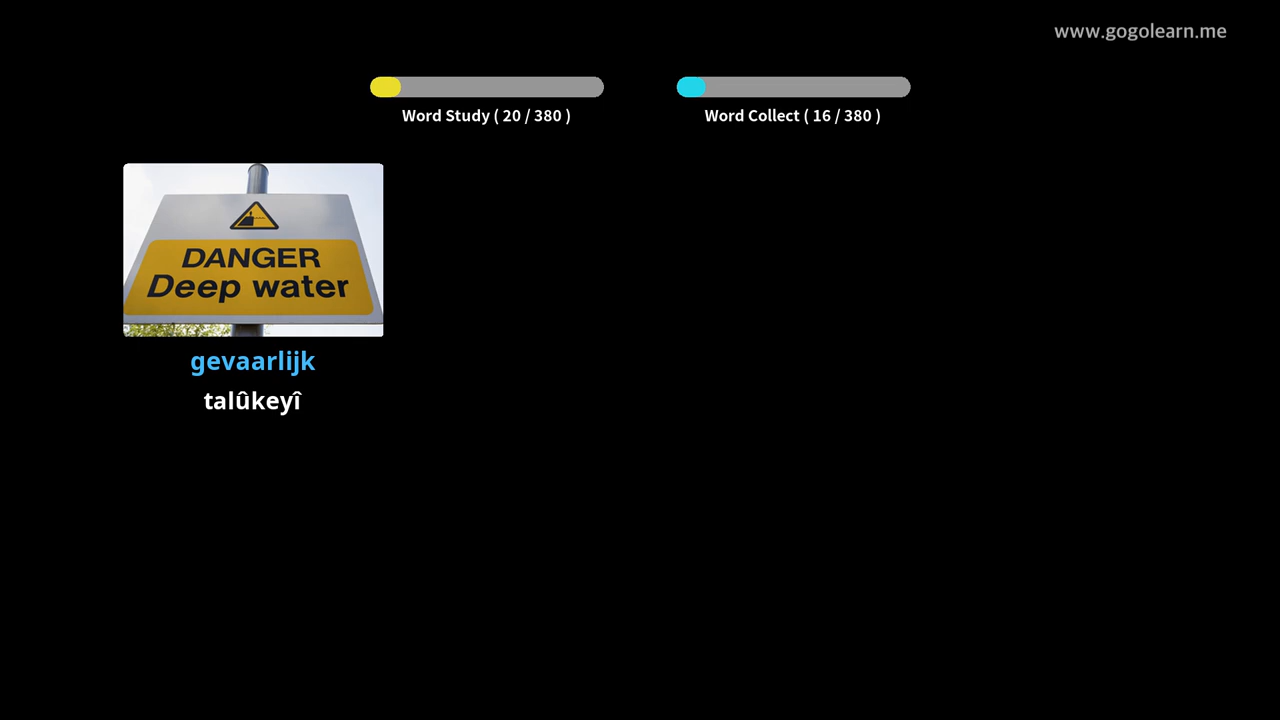 www.gogolearn.me
Word Study ( 20 / 380 )
Word Collect ( 16 / 380 )
DANGER
Deep water
gevaarlijk
talûkeyî